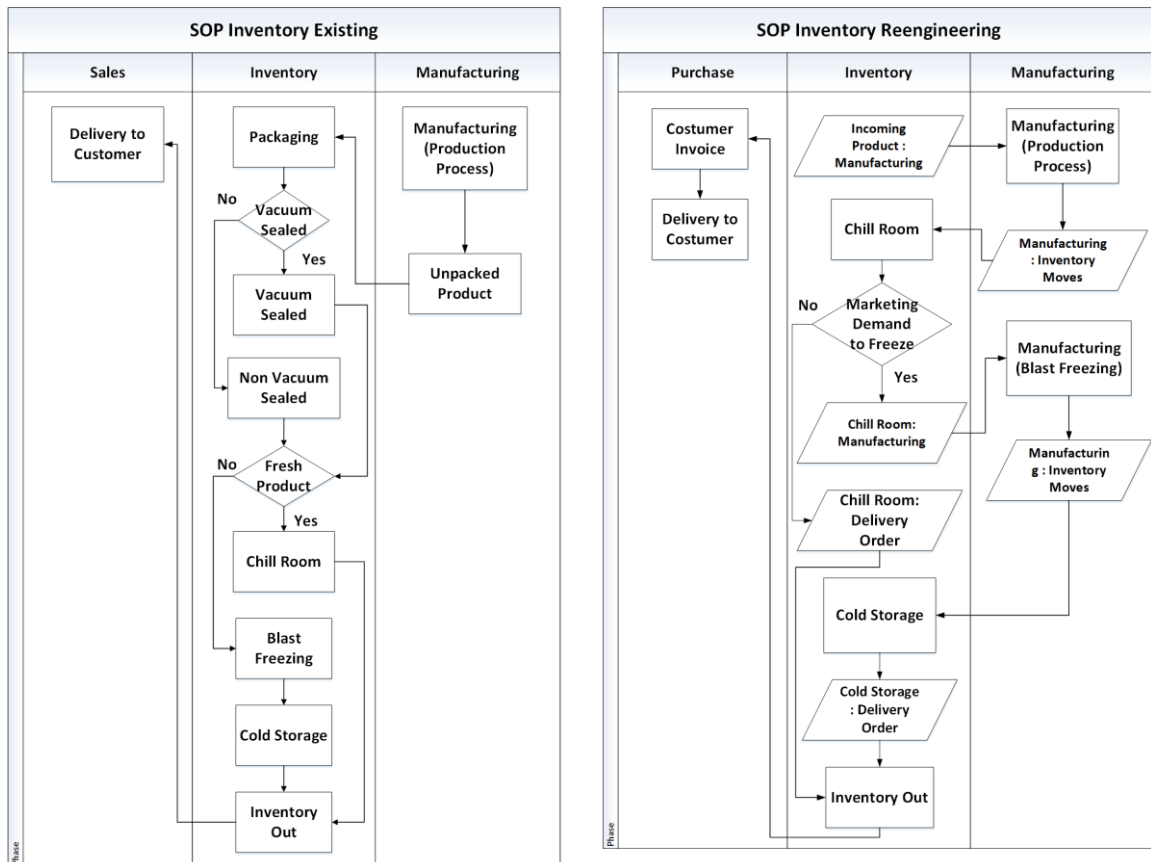 SOP Inventory Existing
Sales
Inventory
Manufacturing
Delivery to
Customer
Packaging
Manufacturing
(Production
Process)
No
Vacuum
Sealed
Yes
Unpacked
Product
Vacuum
Sealed
Non Vacuum
Sealed
No
Fresh
Product
Yes
Chill Room
Blast
Freezing
Cold Storage
Inventory
Out
Phase
SOP Inventory Reengineering
Purchase
Inventory
Manufacturing
Costumer
Invoice
Incoming
Product :
Manufacturing
Manufacturing
(Production
Process)
Delivery to
Costumer
Chill Room
Manufacturing
: Inventory
Moves
No
Marketing
Demand
to Freeze
Yes
Manufacturing
(Blast Freezing)
Chill Room:
Manufacturing
Manufacturin
g : Inventory
Moves
Chill Room:
Delivery
Order
Cold Storage
Cold Storage
: Delivery
Order
Inventory Out
Phase